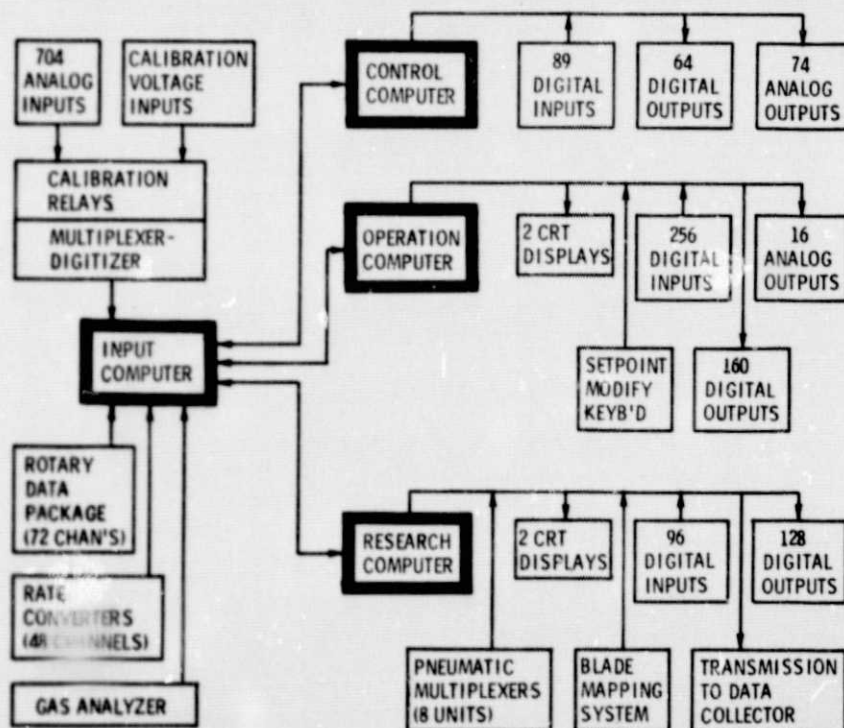 704
ANALOG
INPUTS
CALIBRATION
VOLTAGE
INPUTS
CALIBRATION
RELAYS
MULTIPLEXER-
DIGITIZER
INPUT
COMPUTER
ROTARY
DATA
PACKAGE
(72 CHAN'S)
RATE
CONVERTERS
(48 CHANNELS)
GAS ANALYZER
CONTROL
COMPUTER
89
DIGITAL
INPUTS
64
DIGITAL
OUTPUTS
74
ANALOG
OUTPUTS
OPERATION
COMPUTER
2 CRT
DISPLAYS
256
DIGITAL
INPUTS
16
ANALOG
OUTPUTS
SETPOINT
MODIFY
KEYB'D
160
DIGITAL
OUTPUTS
RESEARCH
COMPUTER
2 CRT
DISPLAYS
96
DIGITAL
INPUTS
128
DIGITAL
OUTPUTS
PNEUMATIC
MULTIPLEXERS
(8 UNITS)
BLADE
MAPPING
SYSTEM
TRANSMISSION
TO DATA
COLLECTOR